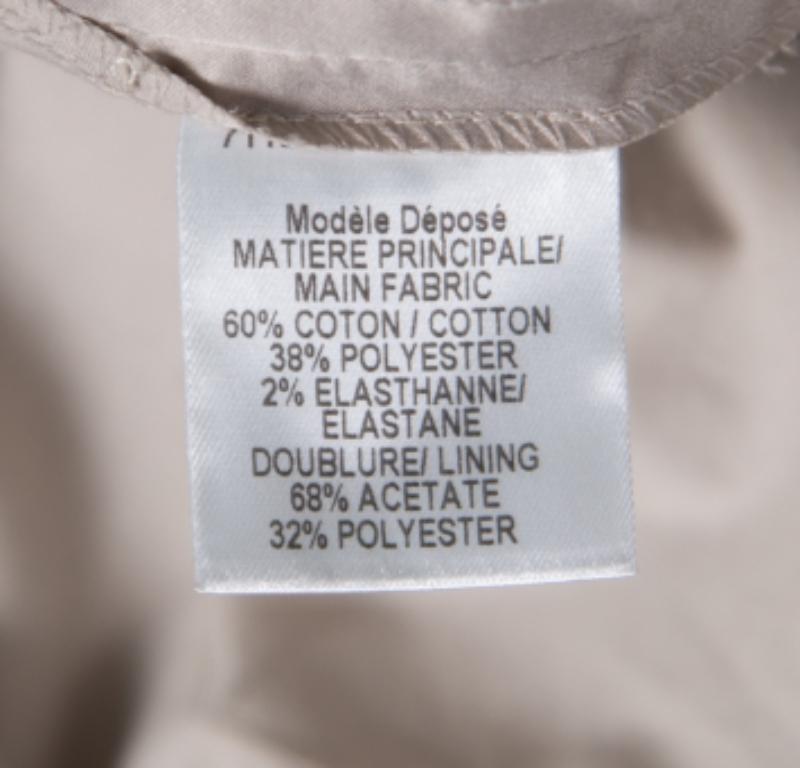 Modèle Déposé
MATIERE PRINCIPALE/
MAIN FABRIC
60% COTON / COTTON
38% POLYESTER
2% ELASTHANNE/
ELASTANE
DOUBLURE/ LINING
68% ACETATE
32% POLYESTER